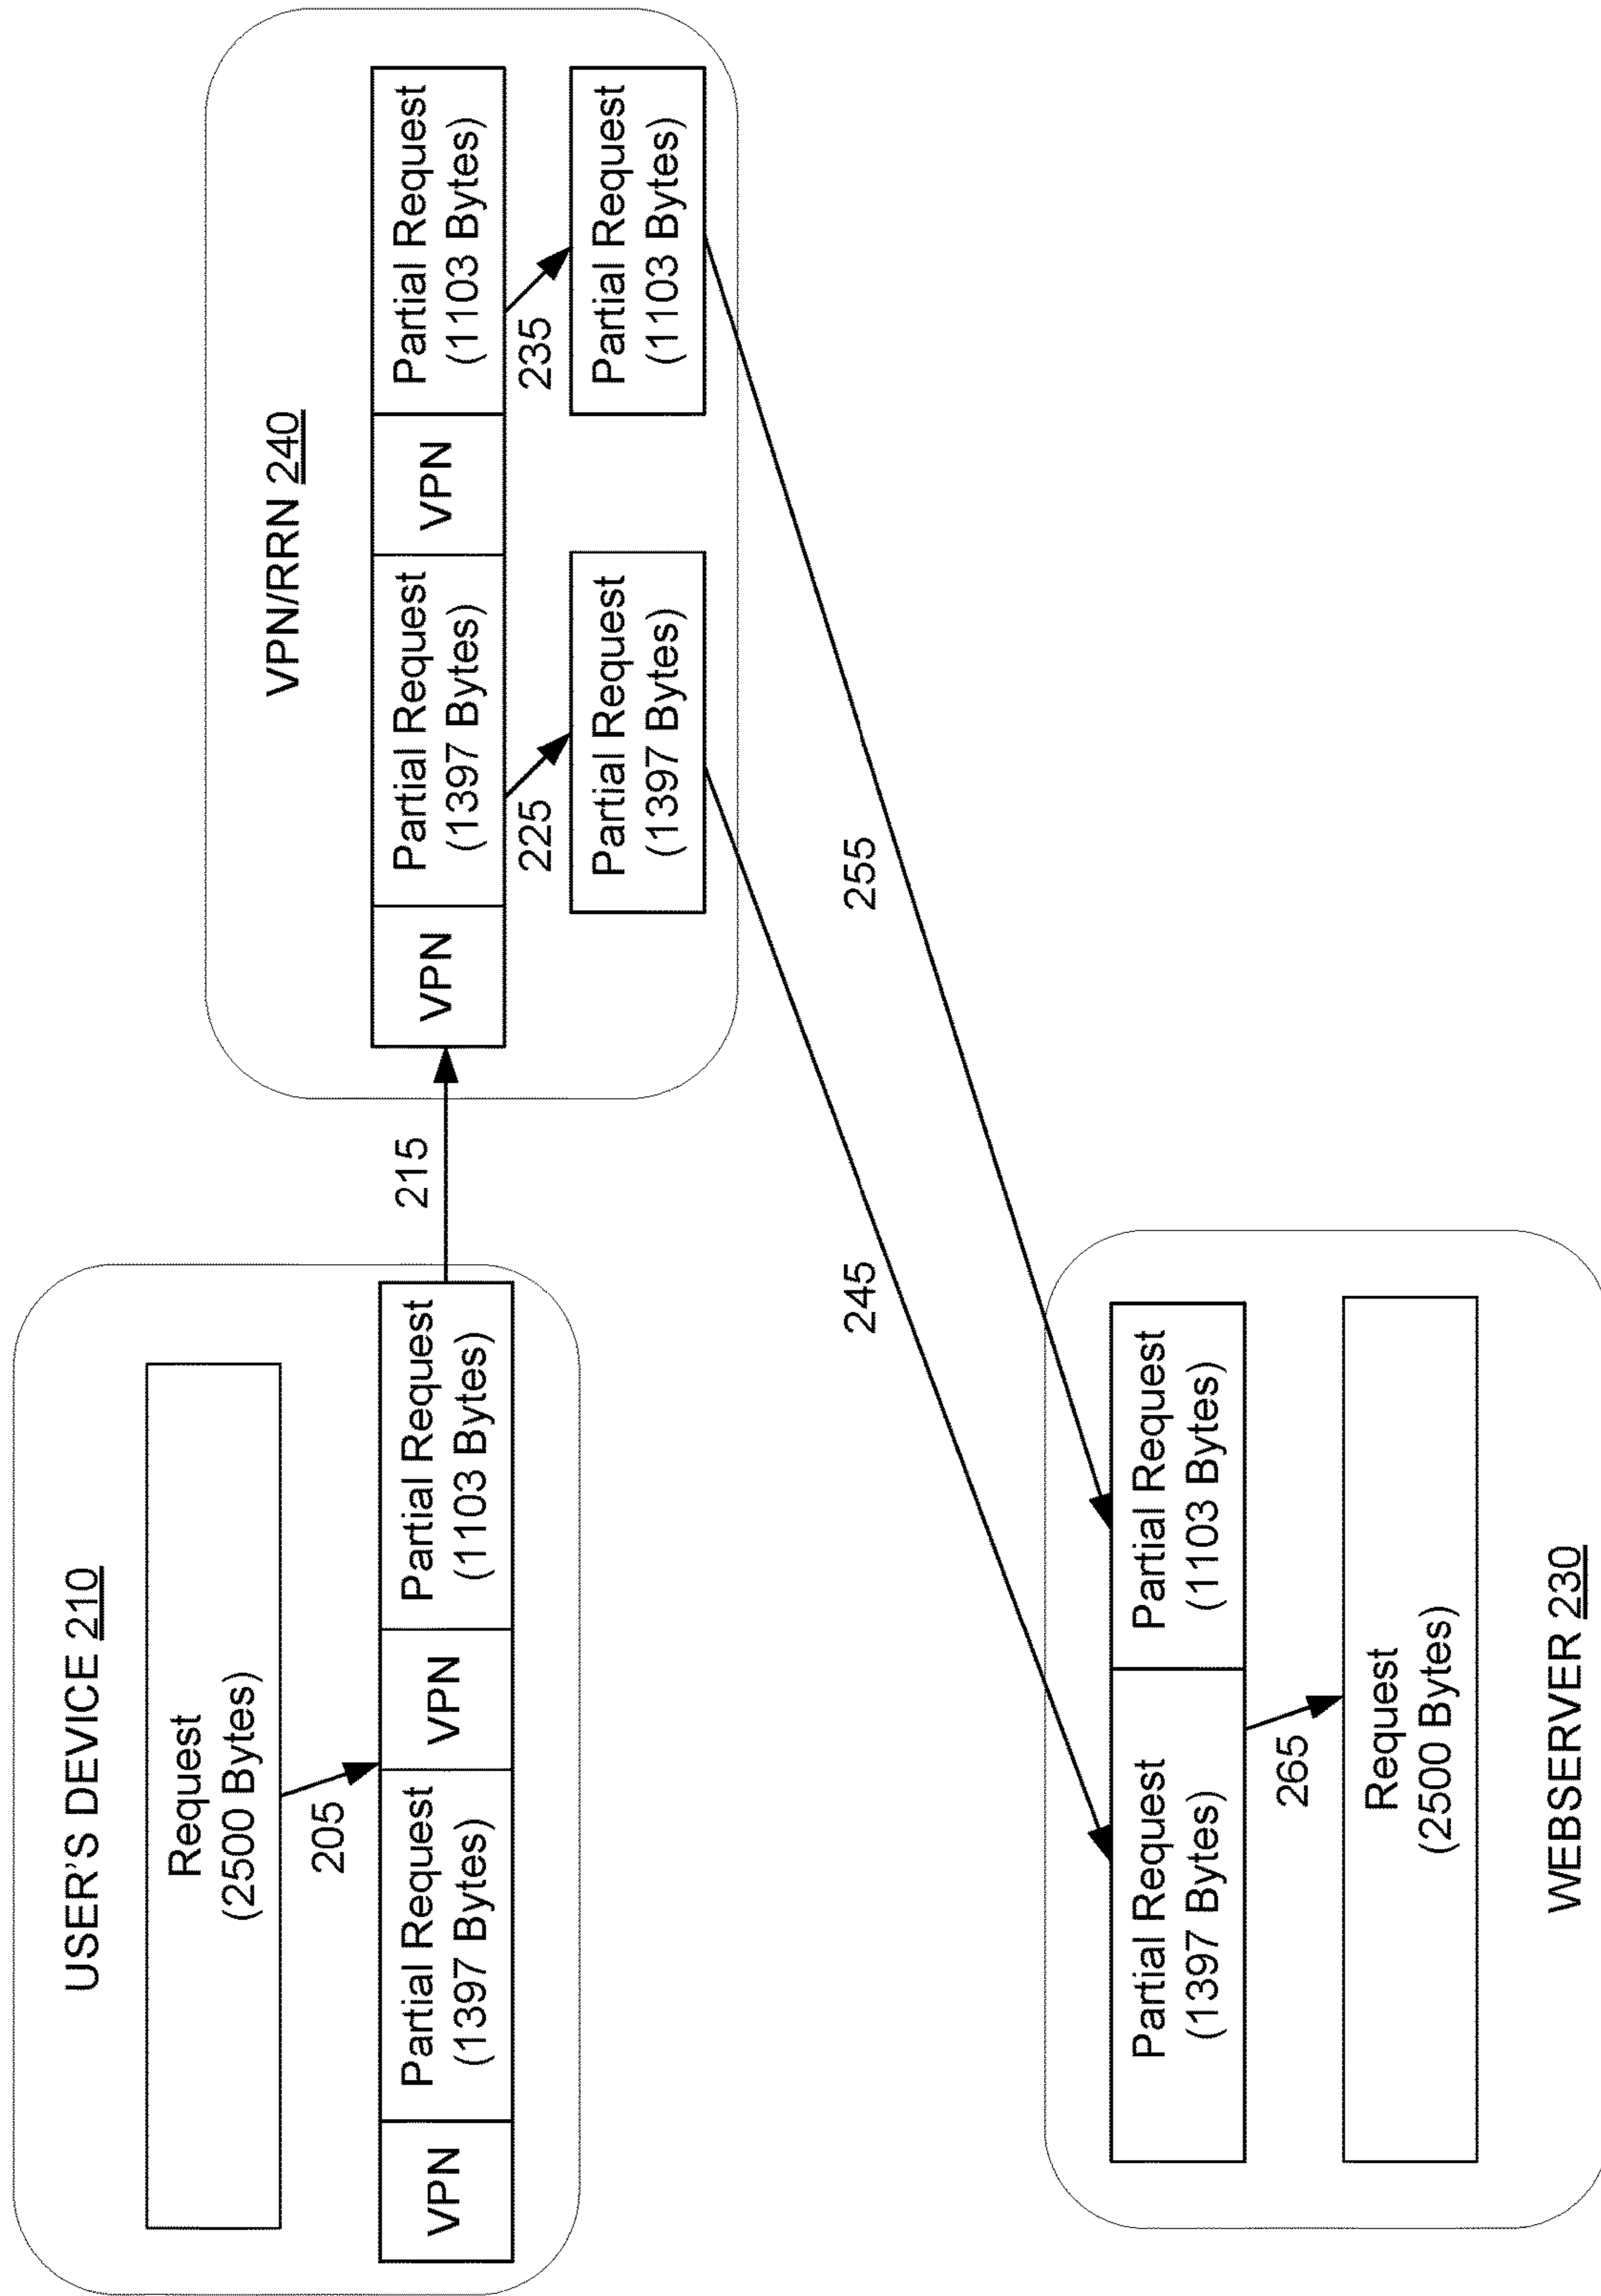 USER'S DEVICE 210
Request
(2500 Bytes)
205
VPN
Partial Request
(1397 Bytes)
VPN
Partial Request
(1103 Bytes)
215
VPN/RRN 240
VPN
Partial Request
(1397 Bytes)
VPN
Partial Request
(1103 Bytes)
225
235
Partial Request
(1397 Bytes)
Partial Request
(1103 Bytes)
245
255
Partial Request
(1397 Bytes)
Partial Request
(1103 Bytes)
265
Request
(2500 Bytes)
WEBSERVER 230